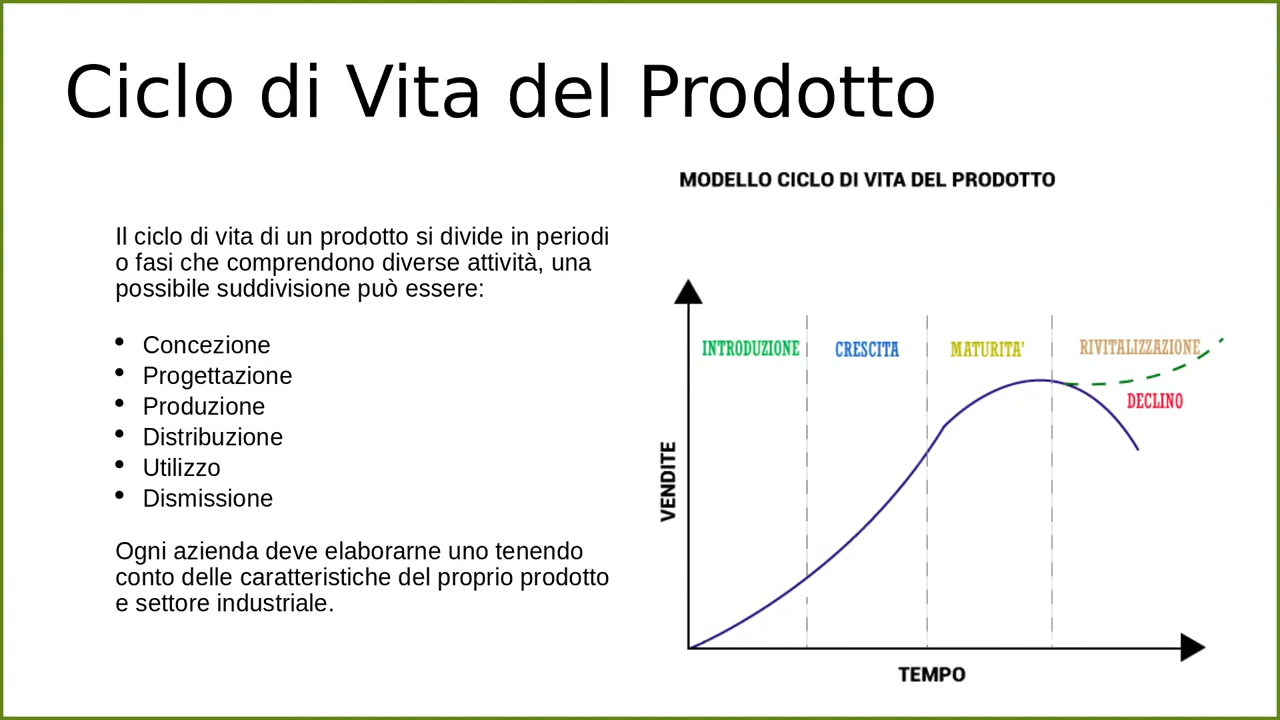 Ciclo di Vita del Prodotto
Il ciclo di vita di un prodotto si divide in periodi
o fasi che comprendono diverse attività, una
possibile suddivisione può essere:
• Concezione
• Progettazione
• Produzione
• Distribuzione
• Utilizzo
• Dismissione
Ogni azienda deve elaborarne uno tenendo
conto delle caratteristiche del proprio prodotto
e settore industriale.
MODELLO CICLO DI VITA DEL PRODOTTO
INTRODUZIONE
CRESCITA
MATURITA'
RIVITALIZZAZIONE
DECLINO
VENDITE
TEMPO